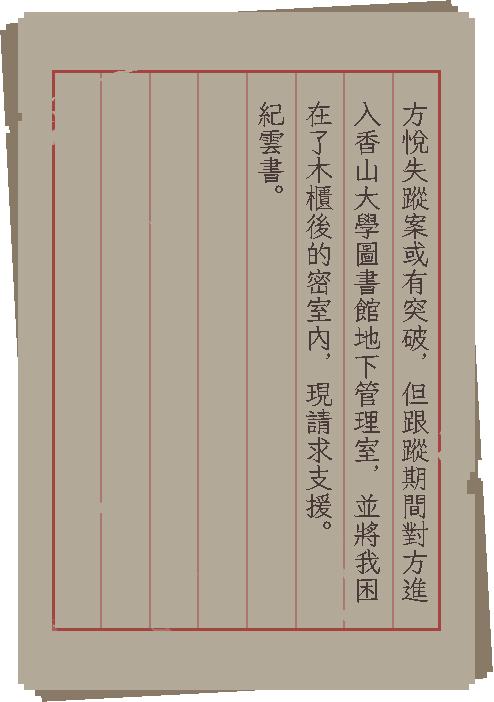 方悅失蹤案或有突破，但跟蹤期間對方進
入香山大學圖書館地下管理室，並將我困
在了木櫃後的密室內，現請求支援。
紀雲書。